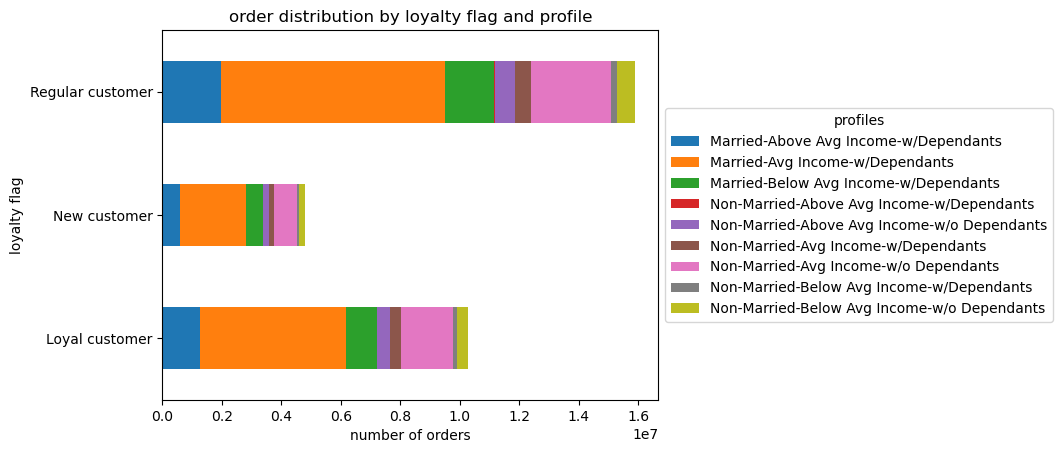 order distribution by loyalty flag and profile
loyalty flag
Regular customer
New customer
Loyal customer
0.0 0.2 0.4 0.6 0.8 1.0 1.2 1.4 1.6
1e7
number of orders
profiles
Married-Above Avg Income-w/Dependants
Married-Avg Income-w/Dependants
Married-Below Avg Income-w/Dependants
Non-Married-Above Avg Income-w/Dependants
Non-Married-Above Avg Income-w/o Dependants
Non-Married-Avg Income-w/Dependants
Non-Married-Avg Income-w/o Dependants
Non-Married-Below Avg Income-w/Dependants
Non-Married-Below Avg Income-w/o Dependants